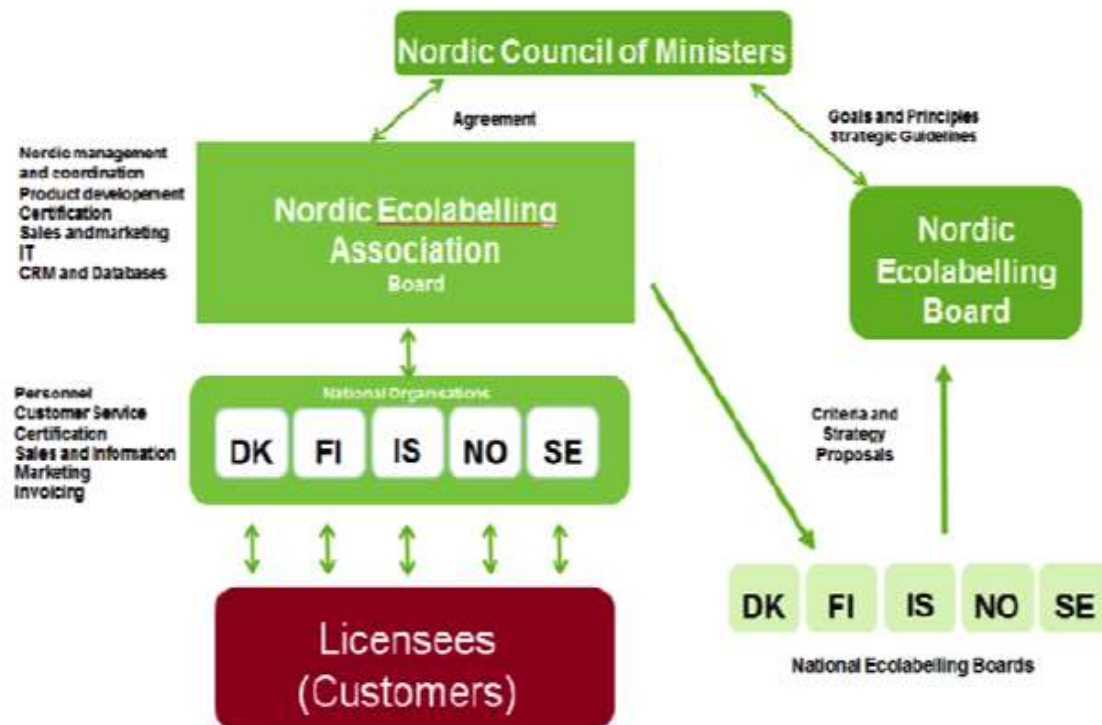 Nordic Council of Ministers
Agreement
Goals and Principles
Strategic Guidelines
Nordic management
and coordination
Product developement
Certification
Sales and marketing
IT
CRM and Databases
Nordic Ecolabelling
Association
Board
Nordic
Ecolabelling
Board
Personnel
Customer Service
Certification
Sales and Information
Marketing
Invoicing
National Organisations
DK FI IS NO SE
Criteria and
Strategy
Proposals
Licensees
(Customers)
DK FI IS NO SE
National Ecolabelling Boards